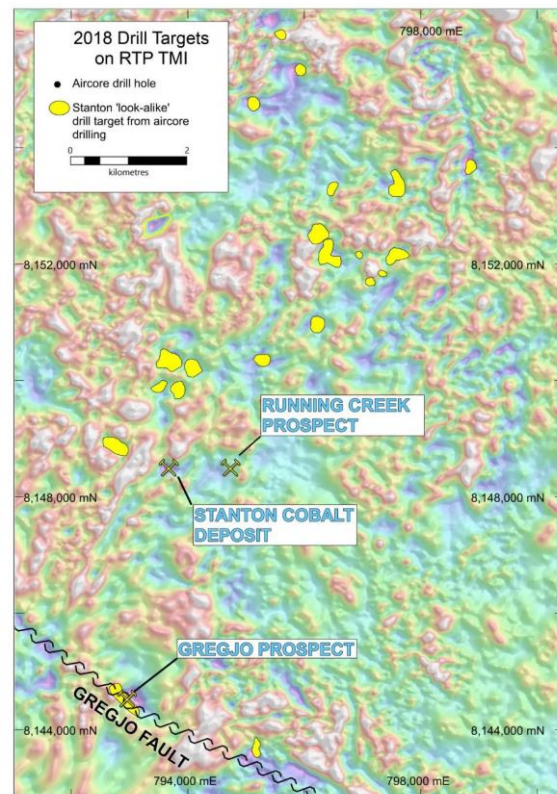 2018 Drill Targets
on RTP TMI
Aircore drill hole
Stanton 'look-alike'
drill target from aircore
drilling
0 2
kilometres
798,000 mE
8,152,000 mN 8,152,000 mN
RUNNING CREEK
PROSPECT
8,148,000 mN 8,148,000 mN
STANTON COBALT
DEPOSIT
GREGJO PROSPECT
GREGJO FAULT
8,144,000 mN 8,144,000 mN
794,000 mE 798,000 mE